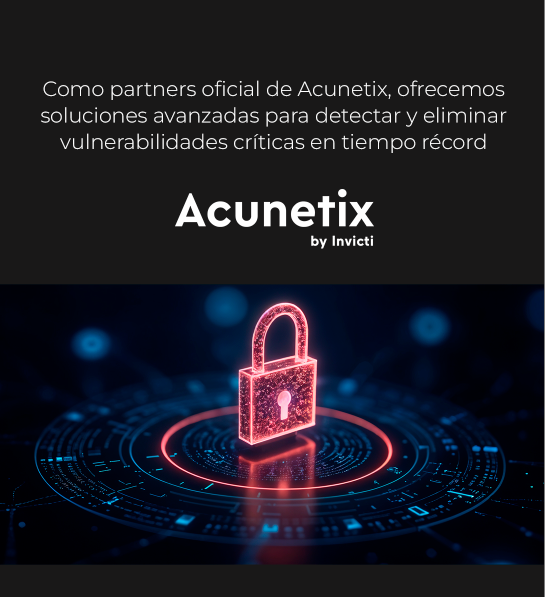 Como partners oficial de Acunetix, ofrecemos
soluciones avanzadas para detectar y eliminar
vulnerabilidades críticas en tiempo récord
Acunetix
by Invicti